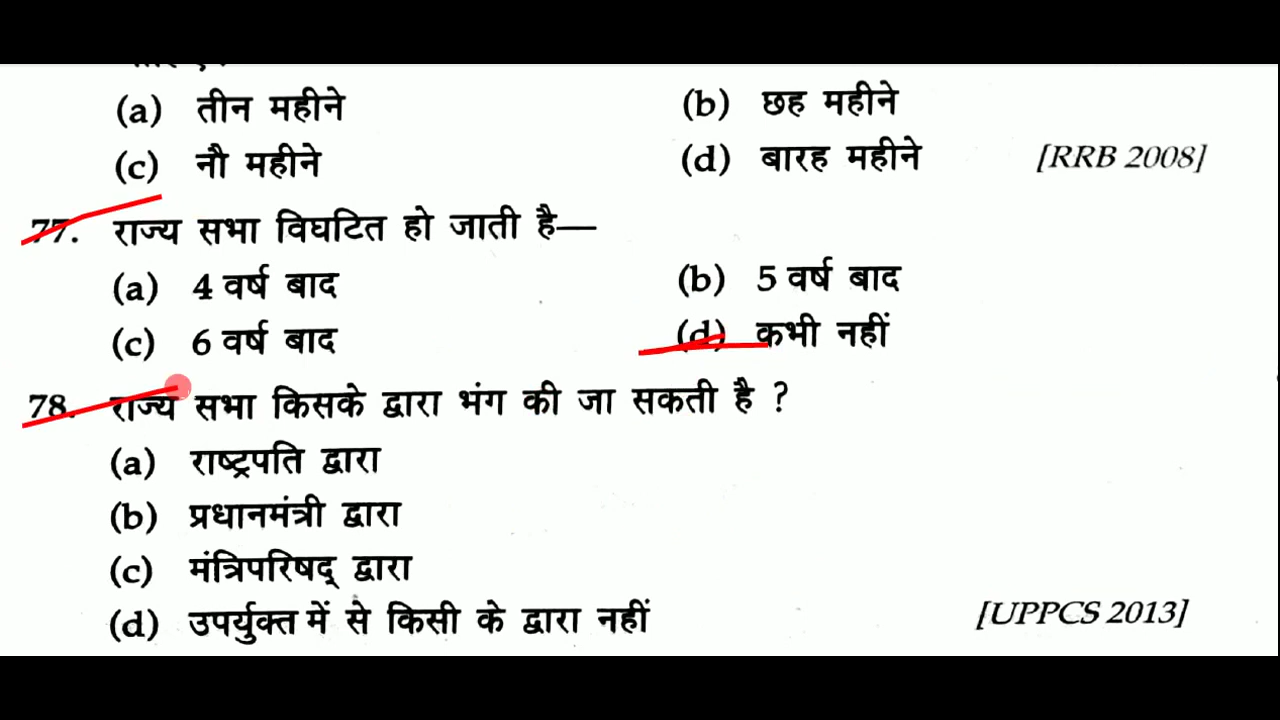 (a) तीन महीने (b) छह महीने
(c) नौ महीने (d) बारह महीने [RRB 2008]
77. राज्य सभा विघटित हो जाती है—
(a) 4 वर्ष बाद (b) 5 वर्ष बाद
(c) 6 वर्ष बाद (d) कभी नहीं
78. राज्य सभा किसके द्वारा भंग की जा सकती है ?
(a) राष्ट्रपति द्वारा
(b) प्रधानमंत्री द्वारा
(c) मंत्रिपरिषद् द्वारा
(d) उपर्युक्त में से किसी के द्वारा नहीं [UPPCS 2013]